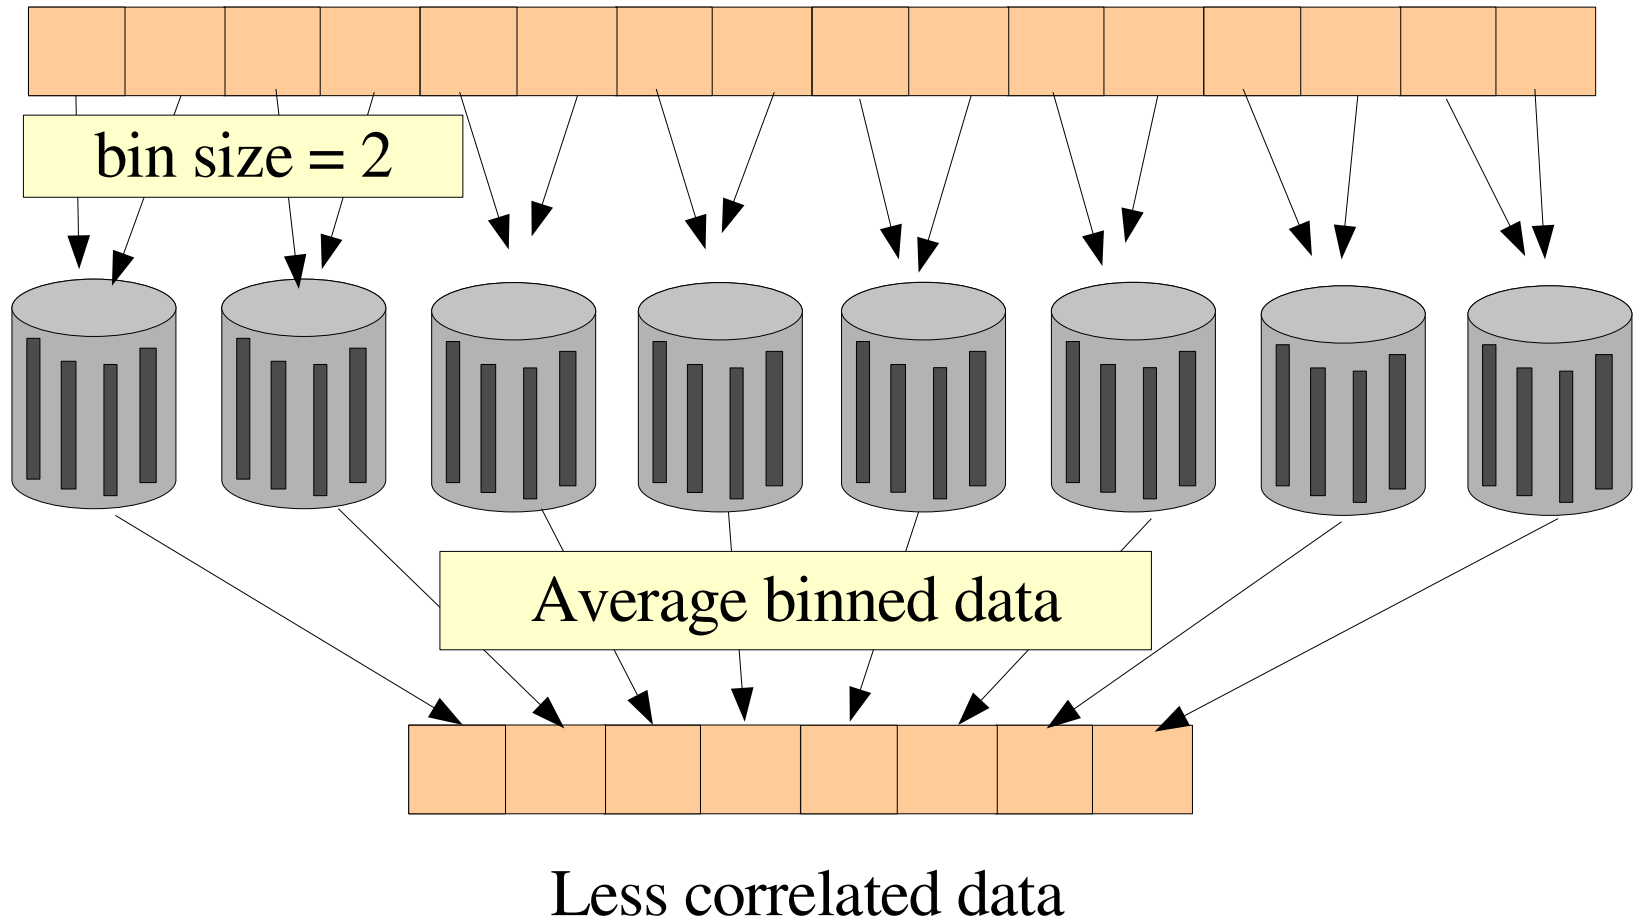 bin size = 2
Average binned data
Less correlated data